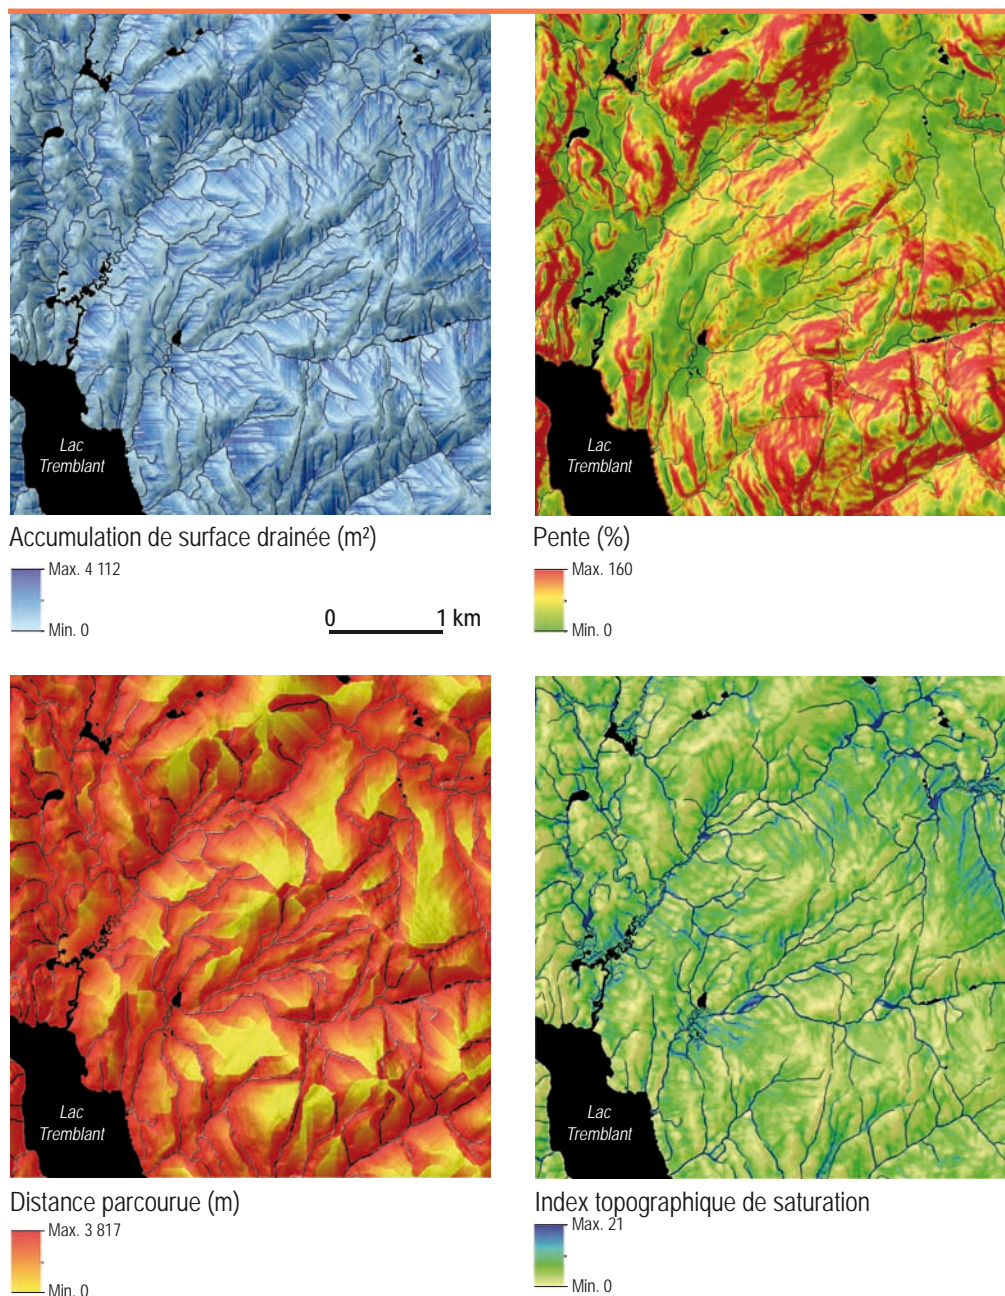 Lac
Tremblant
Lac
Tremblant
Accumulation de surface drainée (m²)
Max. 4 112
Min. 0
0 1 km
Pente (%)
Max. 160
Min. 0
Lac
Tremblant
Lac
Tremblant
Distance parcourue (m)
Max. 3 817
Min. 0
Index topographique de saturation
Max. 21
Min. 0